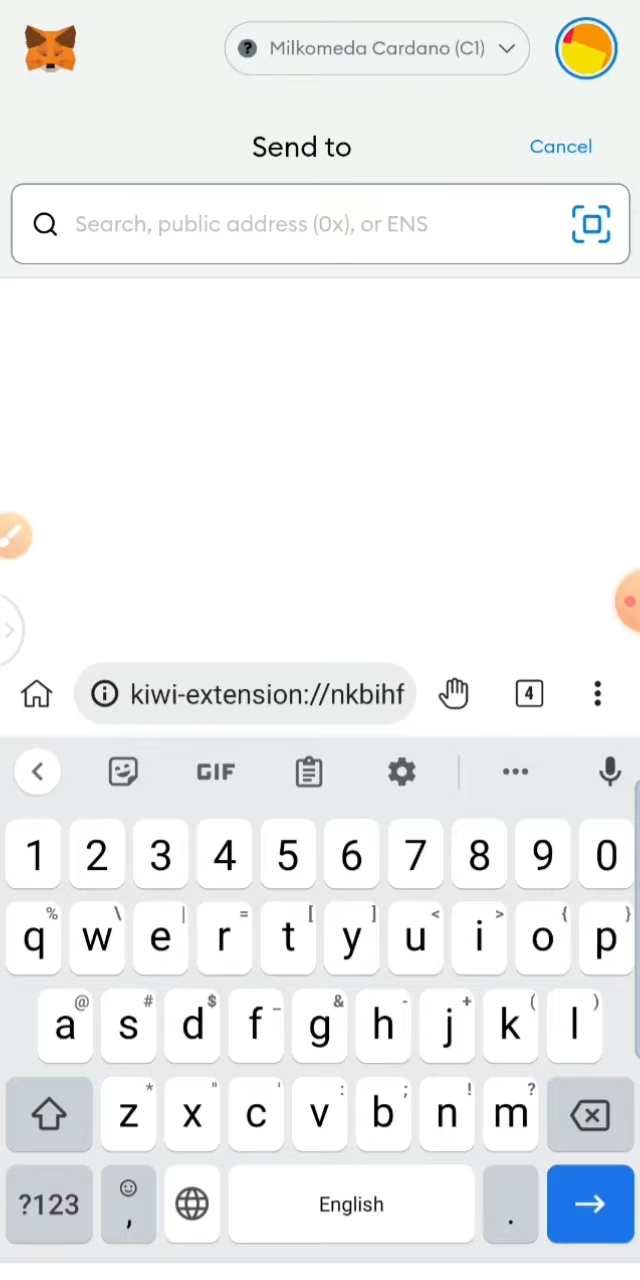 Milkomeda Cardano (C1)
Send to
Cancel
Search, public address (0x), or ENS
kiwi-extension://nkbihf
4
GIF
1 2 3 4 5 6 7 8 9 0
% \ | = [ ] < > { }
q w e r t y u i o p
@ # $ _ & - + ( )
a s d f g h j k l
* " ' : ; ! ?
z x c v b n m
?123 , English .